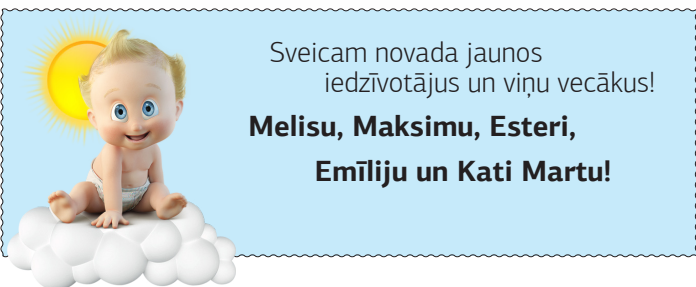 Sveicam novada jaunos
iedzīvotājus un viņu vecākus!
Melisu, Maksimu, Esteri,
Emīliju un Kati Martu!